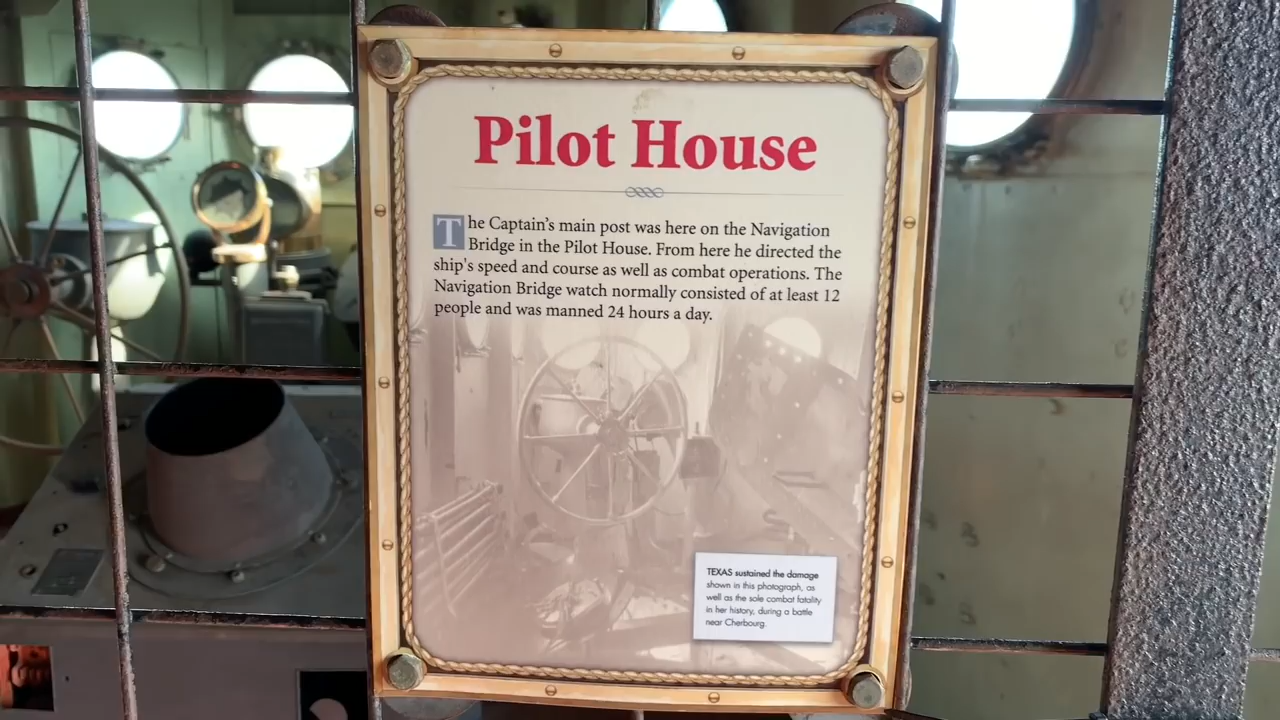 Pilot House
The Captain's main post was here on the Navigation
Bridge in the Pilot House. From here he directed the
ship's speed and course as well as combat operations. The
Navigation Bridge watch normally consisted of at least 12
people and was manned 24 hours a day.
TEXAS sustained the damage
shown in this photograph, as
well as the sole combat fatality
in her history, during a battle
near Cherbourg.